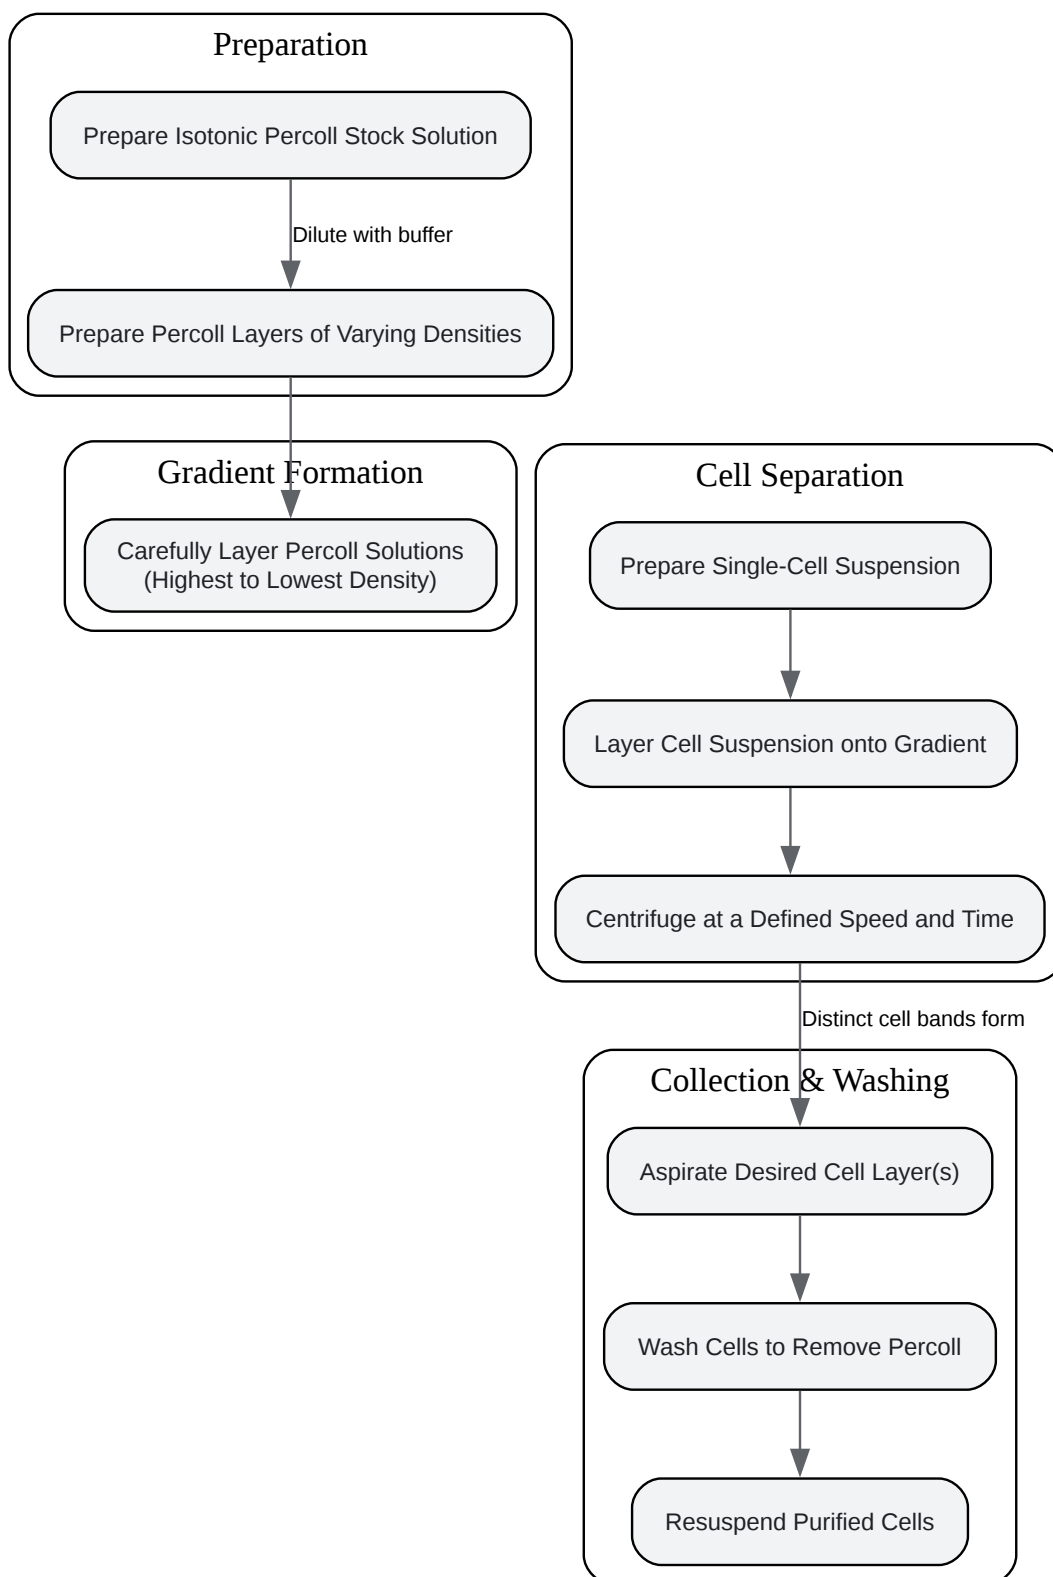 Preparation
Prepare Isotonic Percoll Stock Solution
Dilute with buffer
Prepare Percoll Layers of Varying Densities
Gradient Formation
Carefully Layer Percoll Solutions
(Highest to Lowest Density)
Cell Separation
Prepare Single-Cell Suspension
Layer Cell Suspension onto Gradient
Centrifuge at a Defined Speed and Time
Distinct cell bands form
Collection & Washing
Aspirate Desired Cell Layer(s)
Wash Cells to Remove Percoll
Resuspend Purified Cells